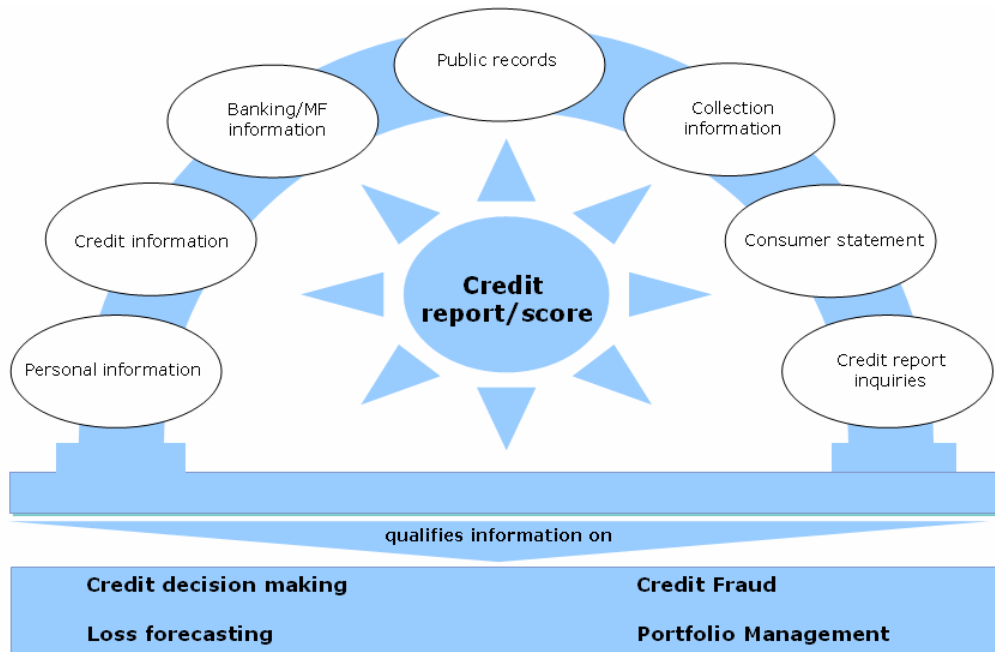 Public records
Banking/MF
information
Collection
information
Credit information
Consumer statement
Credit
report/score
Personal information
Credit report
inquiries
qualifies information on
Credit decision making
Credit Fraud
Loss forecasting
Portfolio Management